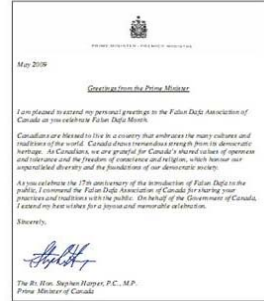 PRIME MINISTER · PREMIER MINISTRE
May 2009
Greetings from the Prime Minister
I am pleased to extend my personal greetings to the Falun Dafa Association of
Canada as you celebrate Falun Dafa Month.
Canadians are blessed to live in a country that embraces the many cultures and
traditions of the world. Canada draws tremendous strength from its democratic
heritage. As Canadians, we are grateful for Canada's shared values of openness
and tolerance and the freedom of conscience and religion, which honour our
unparalleled diversity and the foundations of our democratic society.
As you celebrate the 17th anniversary of the introduction of Falun Dafa to the
public, I commend the Falun Dafa Association of Canada for sharing your
practices and traditions with the public. On behalf of the Government of Canada,
I extend my best wishes for a joyous and memorable celebration.
Sincerely,
The Rt. Hon. Stephen Harper, P.C., M.P.
Prime Minister of Canada